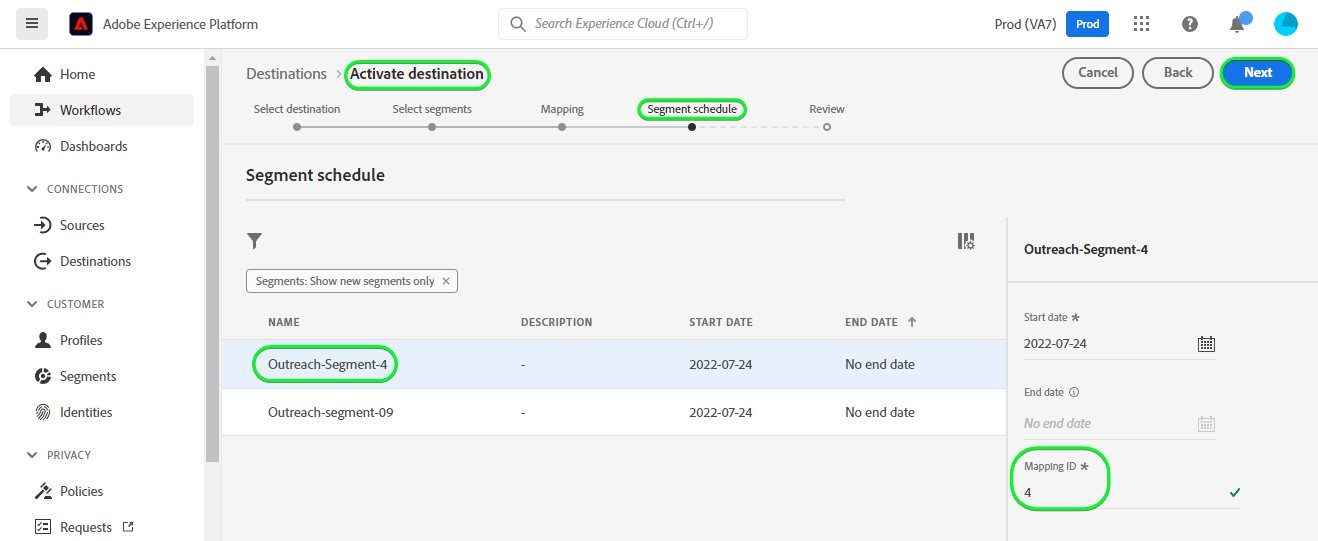 Adobe Experience Platform
Search Experience Cloud (Ctrl+/)
Prod (VA7)
Prod
Home
Workflows
Dashboards
CONNECTIONS
Sources
Destinations
CUSTOMER
Profiles
Segments
Identities
PRIVACY
Policies
Requests
Destinations > Activate destination
Cancel
Back
Next
Select destination
Select segments
Mapping
Segment schedule
Review
Segment schedule
Segments: Show new segments only ×
NAME DESCRIPTION START DATE END DATE ↑
Outreach-Segment-4 - 2022-07-24 No end date
Outreach-segment-09 - 2022-07-24 No end date
Outreach-Segment-4
Start date *
2022-07-24
End date
No end date
Mapping ID *
4